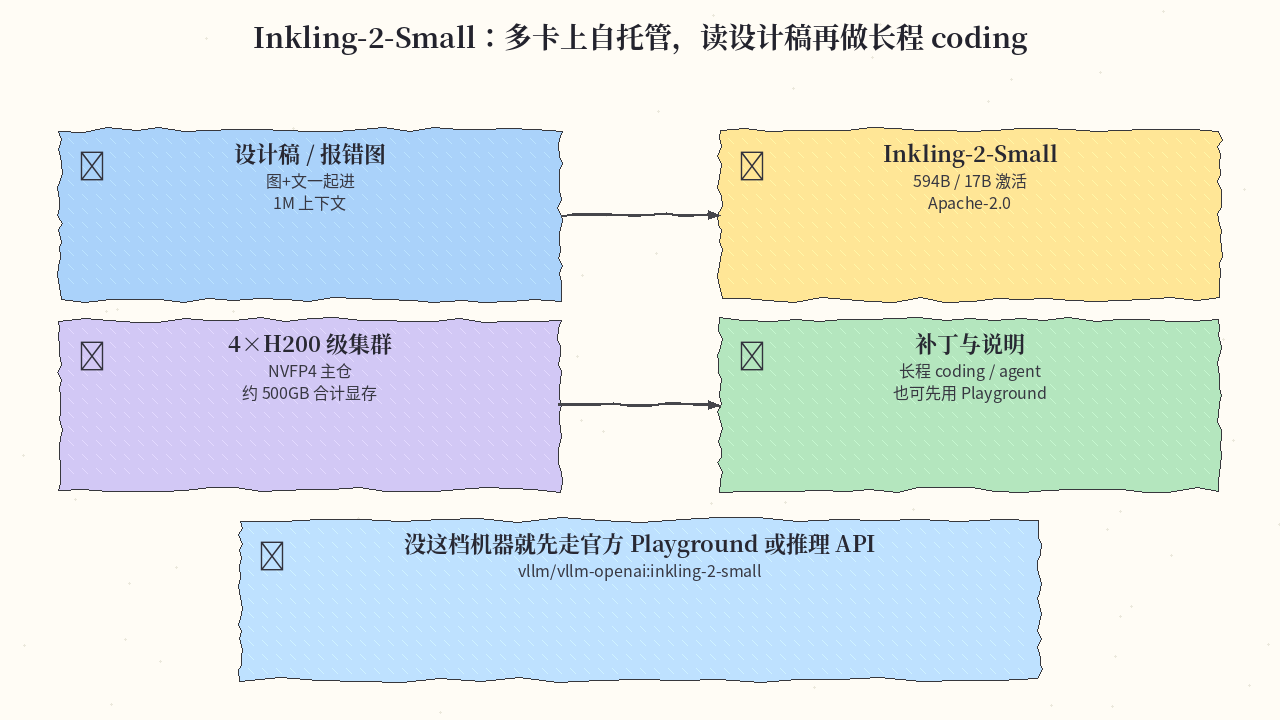 Inkling-2-Small：多卡上自托管，读设计稿再做长程 coding
设计稿 / 报错图
图+文一起进
1M 上下文
Inkling-2-Small
594B / 17B 激活
Apache-2.0
4×H200 级集群
NVFP4 主仓
约 500GB 合计显存
补丁与说明
长程 coding / agent
也可先用 Playground
没这档机器就先走官方 Playground 或推理 API
vllm/vllm-openai:inkling-2-small